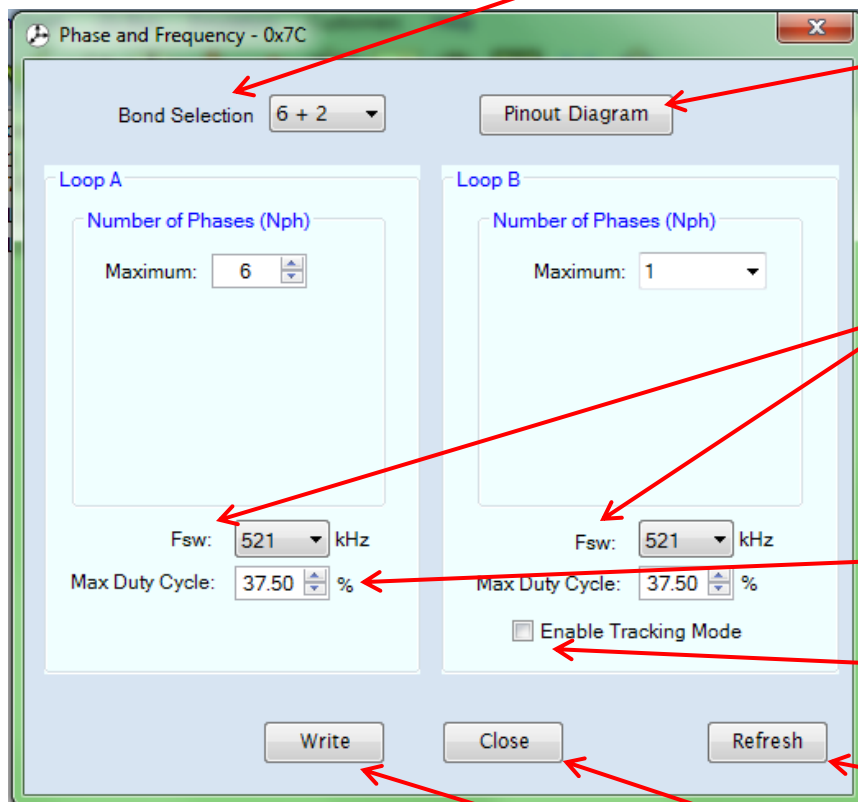 Phase and Frequency - 0x7C
Bond Selection 6 + 2
Pinout Diagram
Loop A
Number of Phases (Nph)
Maximum: 6
Fsw: 521 kHz
Max Duty Cycle: 37.50 %
Loop B
Number of Phases (Nph)
Maximum: 1
Fsw: 521 kHz
Max Duty Cycle: 37.50 %
Enable Tracking Mode
Write
Close
Refresh